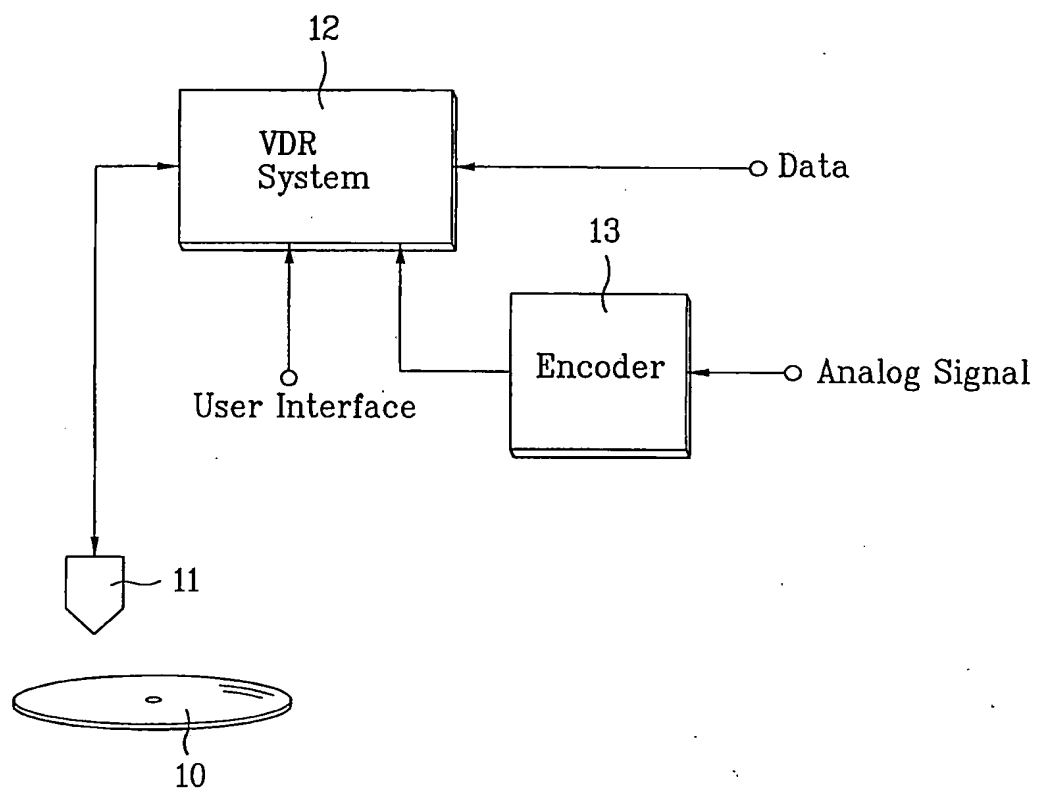 12
VDR
System
Data
13
Encoder
Analog Signal
User Interface
11
10